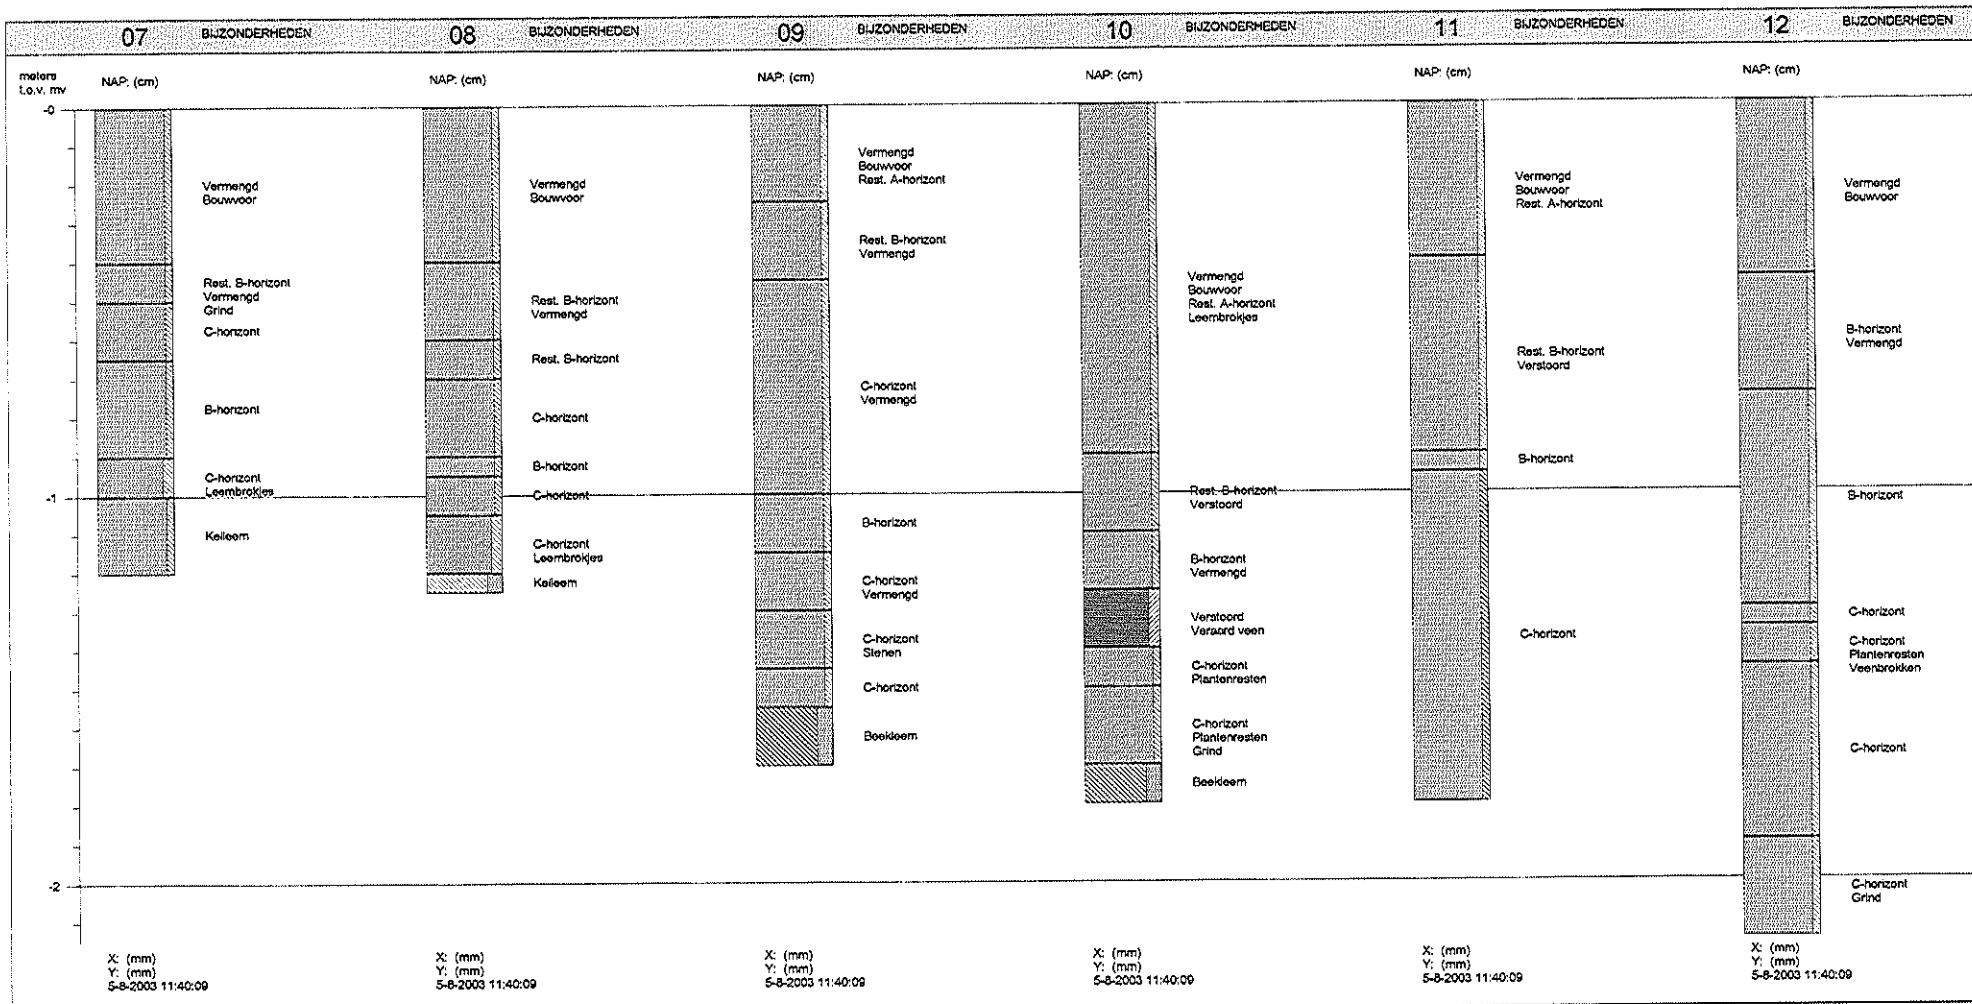 07 BIJZONDERHEDEN 08 BIJZONDERHEDEN 09 BIJZONDERHEDEN 10 BIJZONDERHEDEN 11 BIJZONDERHEDEN 12 BIJZONDERHEDEN
meters
t.o.v. mv
NAP: (cm) NAP: (cm) NAP: (cm) NAP: (cm) NAP: (cm) NAP: (cm)
-0
-1
-2
Vermengd
Bouwvoor
Rest. B-horizont
Vermengd
Grind
C-horizont
B-horizont
C-horizont
Leembrokjes
Keileem
X: (mm)
Y: (mm)
5-8-2003 11:40:09
Vermengd
Bouwvoor
Rest. B-horizont
Vermengd
Rest. B-horizont
C-horizont
B-horizont
C-horizont
C-horizont
Leembrokjes
Keileem
X: (mm)
Y: (mm)
5-8-2003 11:40:09
Vermengd
Bouwvoor
Rest. A-horizont
Rest. B-horizont
Vermengd
C-horizont
Vermengd
B-horizont
C-horizont
Vermengd
C-horizont
Stenen
C-horizont
Beekleem
X: (mm)
Y: (mm)
5-8-2003 11:40:09
Vermengd
Bouwvoor
Rest. A-horizont
Leembrokjes
Rest. B-horizont
Verstoord
B-horizont
Vermengd
Verstoord
Veraard veen
C-horizont
Plantenresten
C-horizont
Plantenresten
Grind
Beekleem
X: (mm)
Y: (mm)
5-8-2003 11:40:09
Vermengd
Bouwvoor
Rest. A-horizont
Rest. B-horizont
Verstoord
B-horizont
C-horizont
X: (mm)
Y: (mm)
5-8-2003 11:40:09
Vermengd
Bouwvoor
B-horizont
Vermengd
B-horizont
C-horizont
C-horizont
Plantenresten
Veenbrokken
C-horizont
C-horizont
Grind
X: (mm)
Y: (mm)
5-8-2003 11:40:09